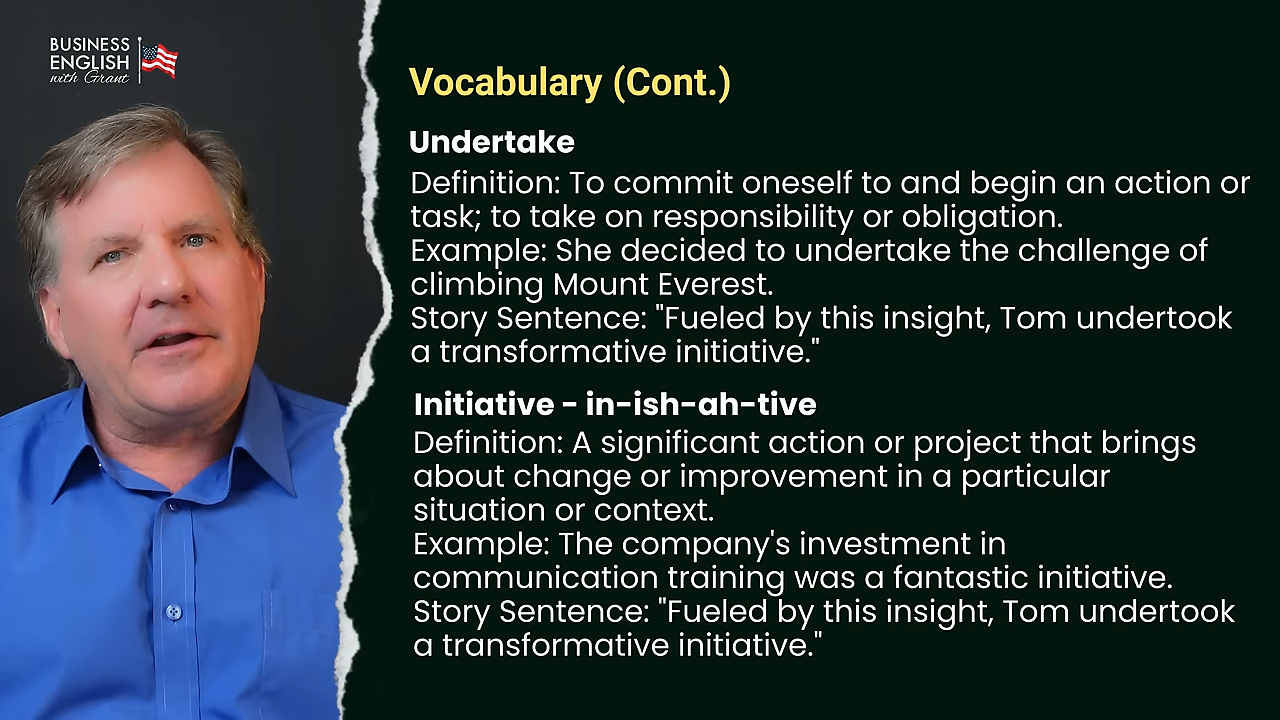 BUSINESS
ENGLISH
with Grant
Vocabulary (Cont.)
Undertake
Definition: To commit oneself to and begin an action or
task; to take on responsibility or obligation.
Example: She decided to undertake the challenge of
climbing Mount Everest.
Story Sentence: "Fueled by this insight, Tom undertook
a transformative initiative."
Initiative - in-ish-ah-tive
Definition: A significant action or project that brings
about change or improvement in a particular
situation or context.
Example: The company's investment in
communication training was a fantastic initiative.
Story Sentence: "Fueled by this insight, Tom undertook
a transformative initiative."